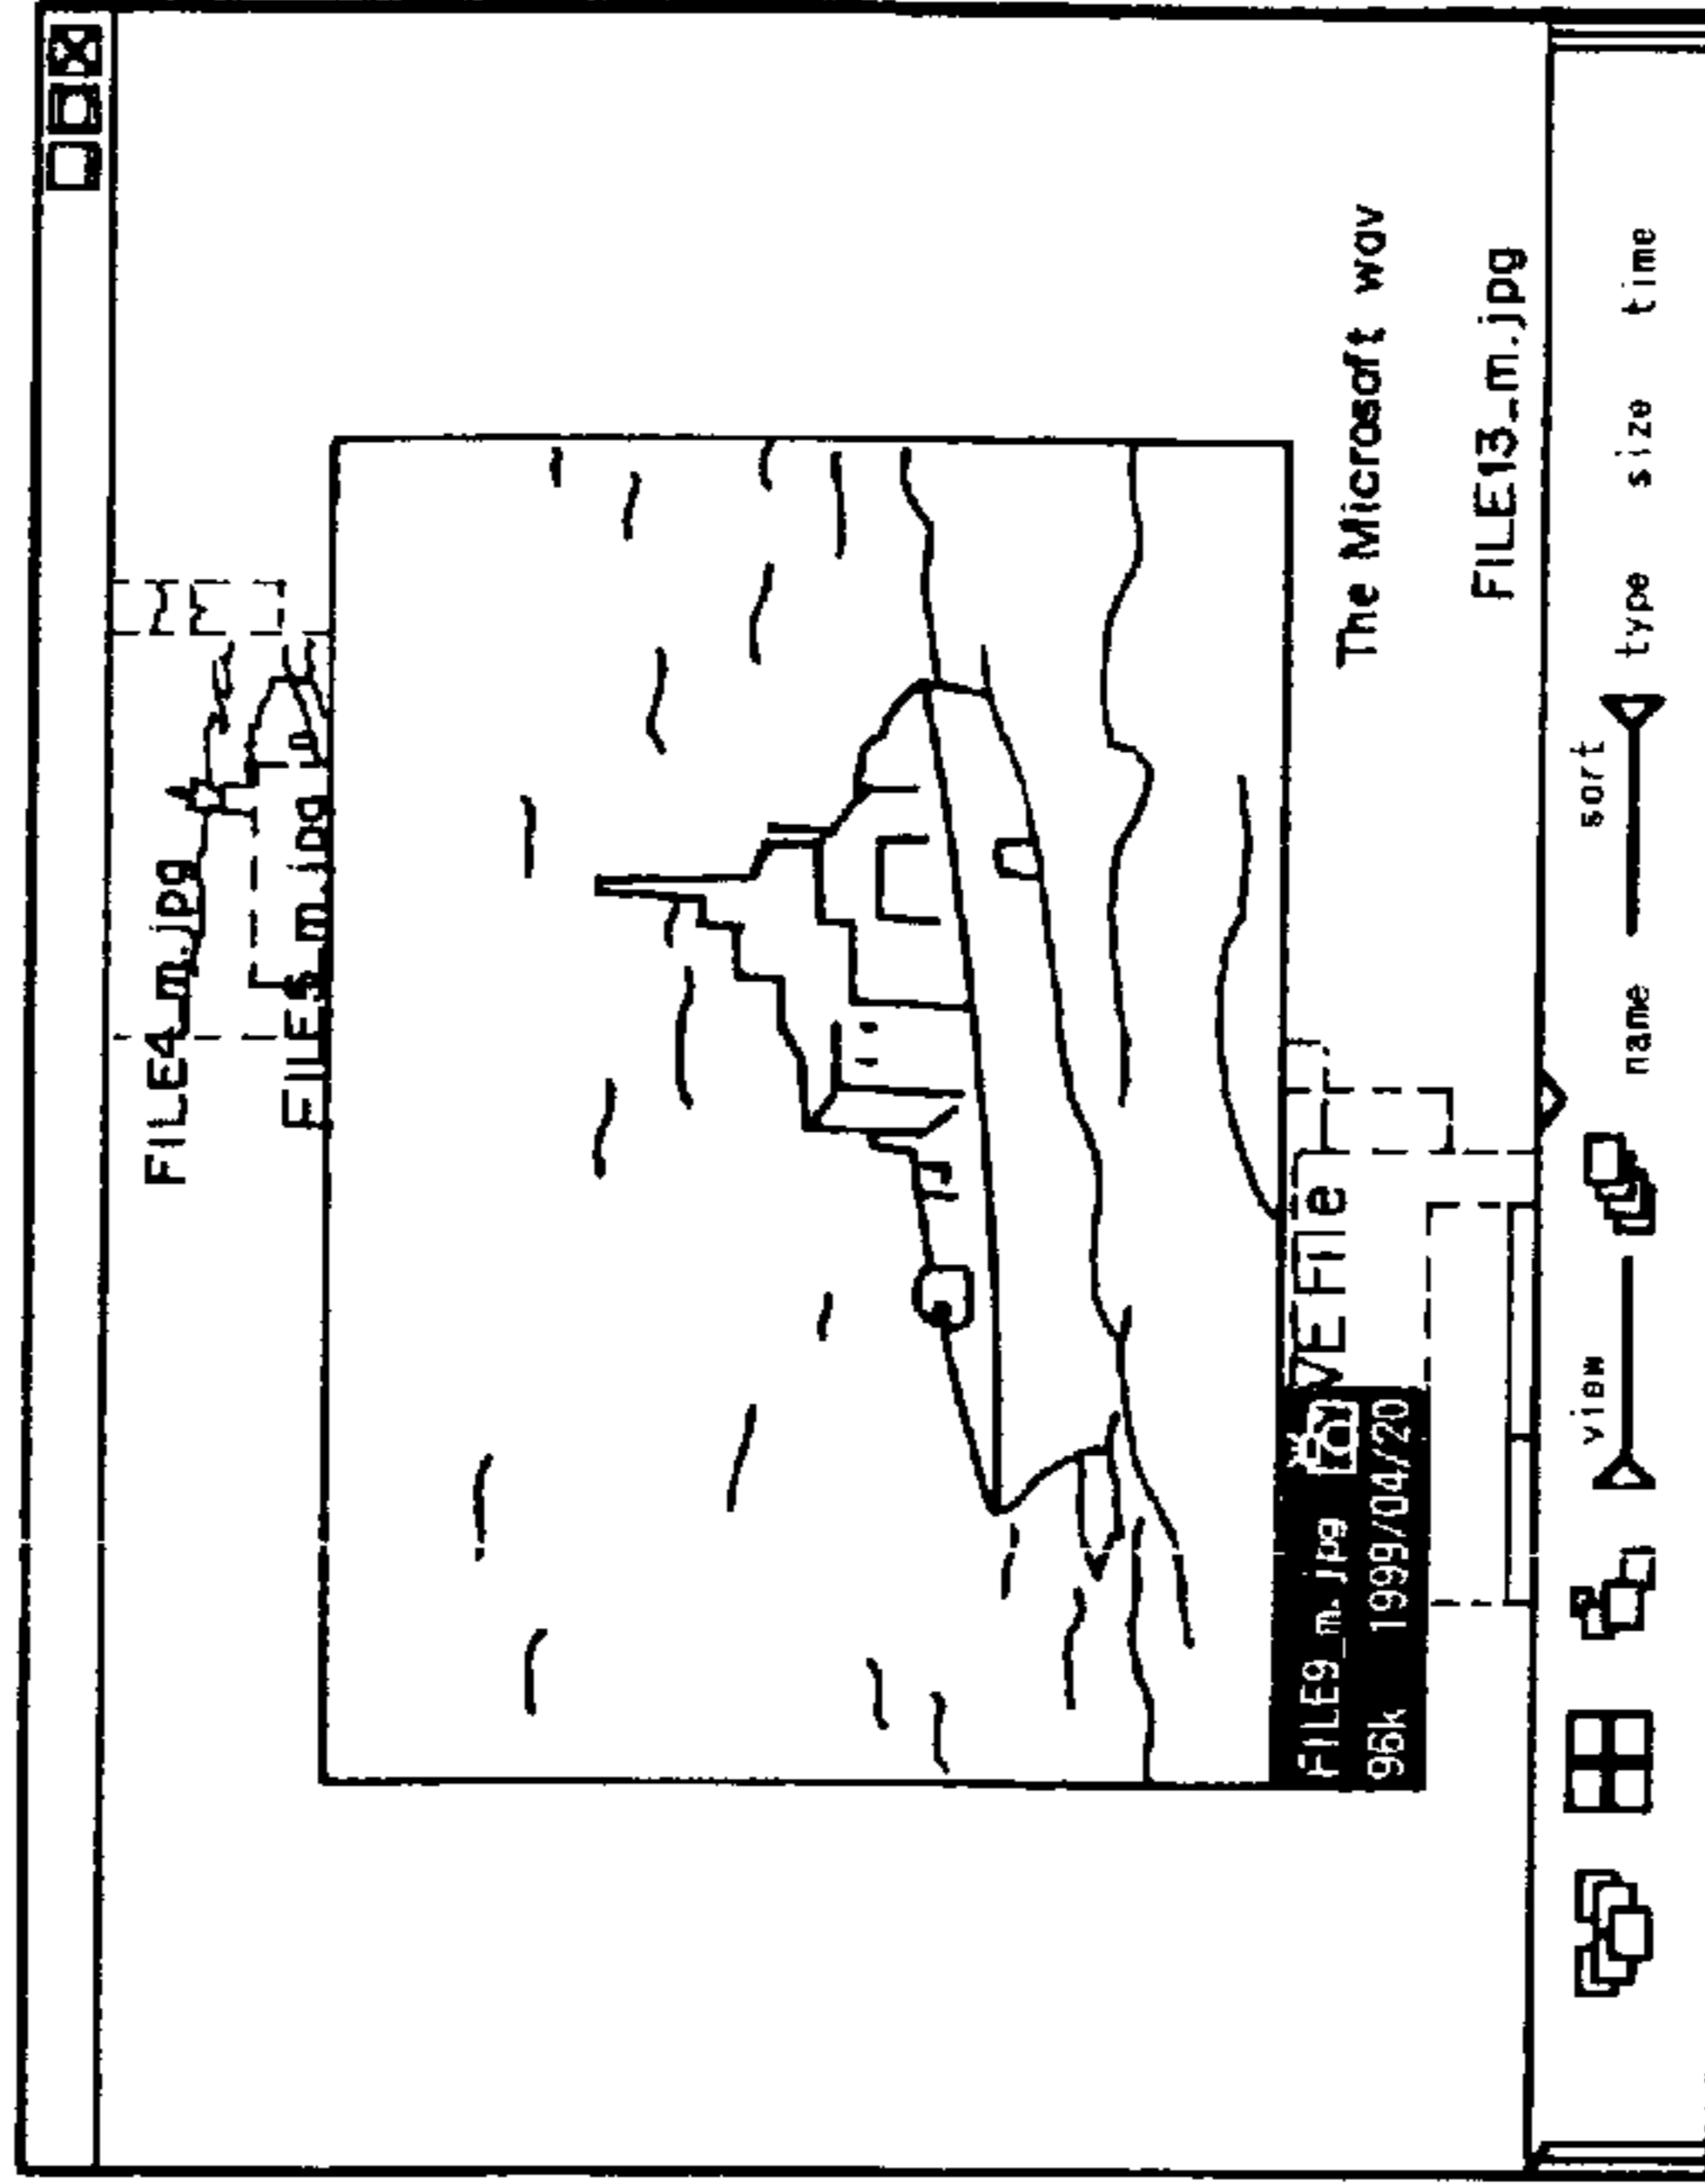 FILE4_m.jpg
m.jpg
VE File
FILE9_m.jpg
96k 1999/04/20
The Microsoft wav
FILE13_m.jpg
view
sort
name type size time